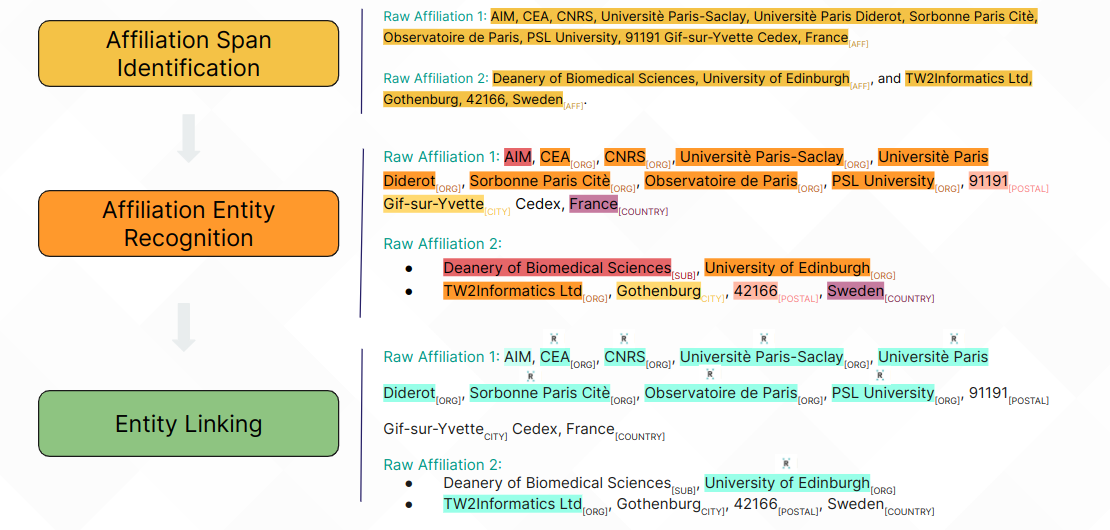 Affiliation Span
Identification
Raw Affiliation 1: AIM, CEA, CNRS, Universitè Paris-Saclay, Universitè Paris Diderot, Sorbonne Paris Citè,
Observatoire de Paris, PSL University, 91191 Gif-sur-Yvette Cedex, France[AFF]
Raw Affiliation 2: Deanery of Biomedical Sciences, University of Edinburgh[AFF], and TW2Informatics Ltd,
Gothenburg, 42166, Sweden[AFF].
Affiliation Entity
Recognition
Raw Affiliation 1: AIM, CEA[ORG], CNRS[ORG], Universitè Paris-Saclay[ORG], Universitè Paris
Diderot[ORG], Sorbonne Paris Citè[ORG], Observatoire de Paris[ORG], PSL University[ORG], 91191[POSTAL]
Gif-sur-Yvette[CITY] Cedex, France[COUNTRY]
Raw Affiliation 2:
● Deanery of Biomedical Sciences[SUB], University of Edinburgh[ORG]
● TW2Informatics Ltd[ORG], GothenburgCITY], 42166[POSTAL], Sweden[COUNTRY]
Entity Linking
Raw Affiliation 1: AIM, CEA[ORG], CNRS[ORG], Universitè Paris-Saclay[ORG], Universitè Paris
Diderot[ORG], Sorbonne Paris Citè[ORG], Observatoire de Paris[ORG], PSL University[ORG], 91191[POSTAL]
Gif-sur-YvetteCITY] Cedex, France[COUNTRY]
Raw Affiliation 2:
● Deanery of Biomedical Sciences[SUB], University of Edinburgh[ORG]
● TW2Informatics Ltd[ORG], GothenburgCITY], 42166[POSTAL], Sweden[COUNTRY]